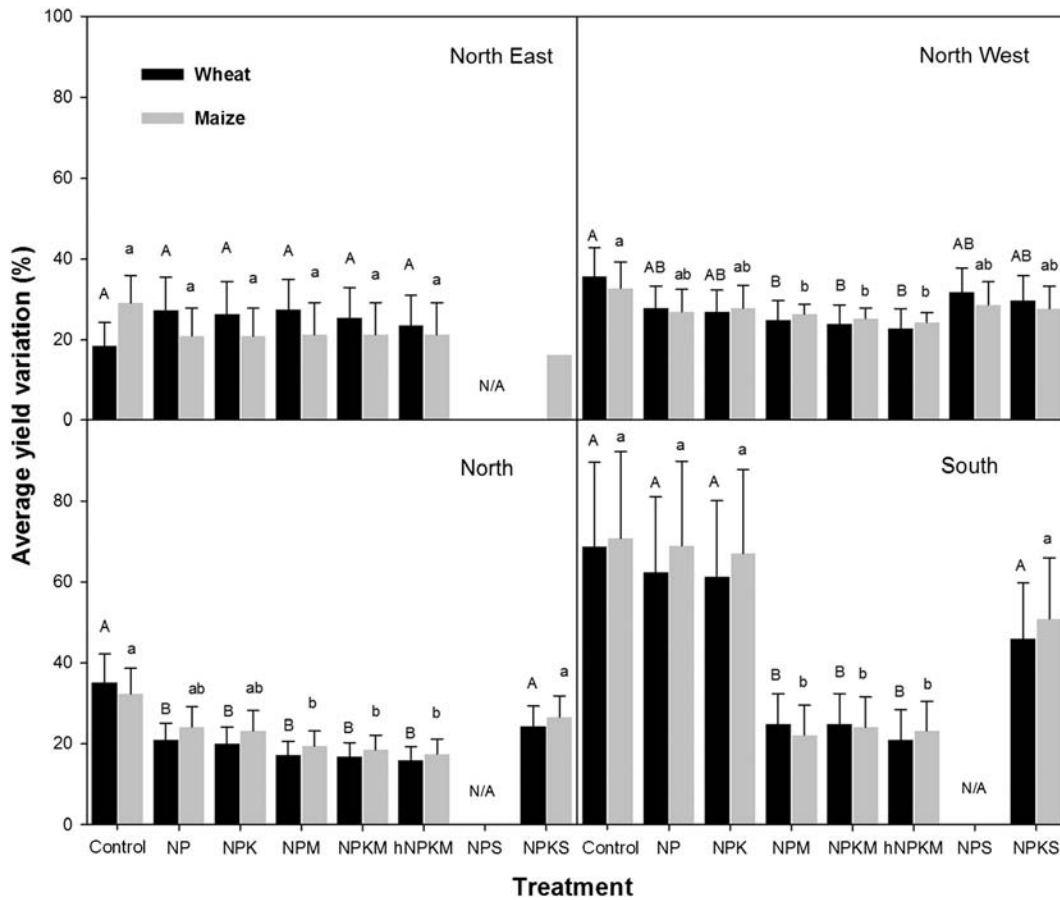 Average yield variation (%)
100
80
60
40
20
0
North East
Wheat
Maize
A a A a A a A a A a A a
N/A
North West
A a AB ab AB ab B b B b B b AB ab AB ab
80
60
40
20
0
North
A a B ab B ab B b B b B b A a
N/A
South
A a A a A a B b B b B b A a
N/A
Control NP NPK NPM NPKM hNPKM NPS NPKS
Control NP NPK NPM NPKM hNPKM NPS NPKS
Treatment